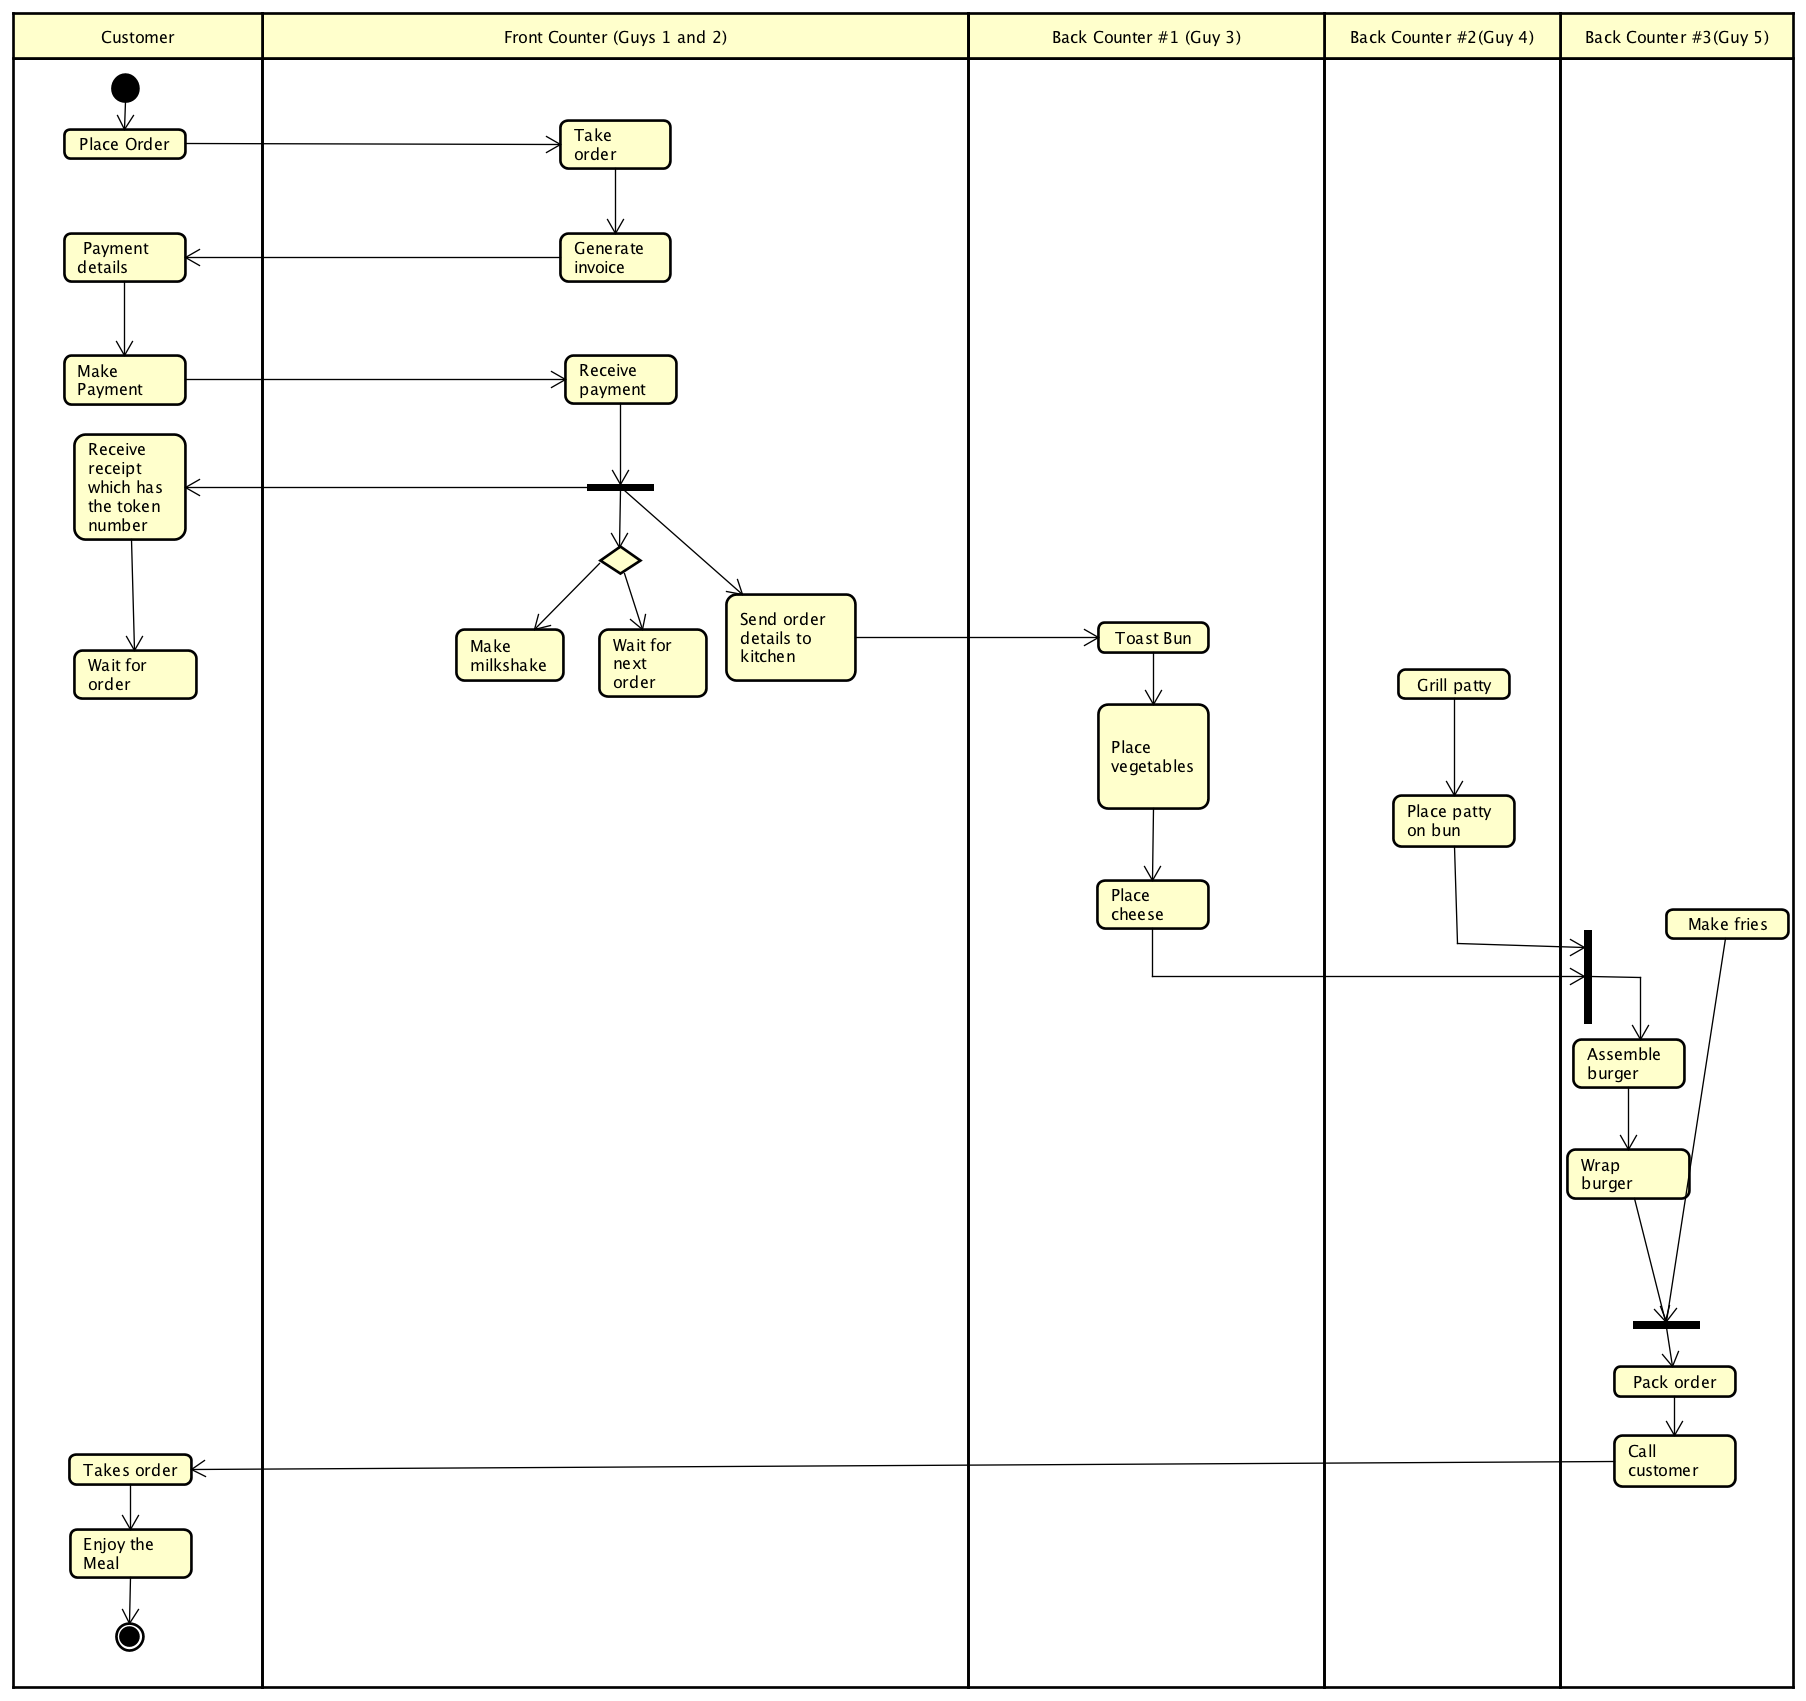 Customer
Front Counter (Guys 1 and 2)
Back Counter #1 (Guy 3)
Back Counter #2(Guy 4)
Back Counter #3(Guy 5)
Place Order
Take
order
Payment
details
Generate
invoice
Make
Payment
Receive
payment
Receive
receipt
which has
the token
number
Wait for
order
Make
milkshake
Wait for
next
order
Send order
details to
kitchen
Toast Bun
Grill patty
Place
vegetables
Place patty
on bun
Place
cheese
Make fries
Assemble
burger
Wrap
burger
Pack order
Call
customer
Takes order
Enjoy the
Meal